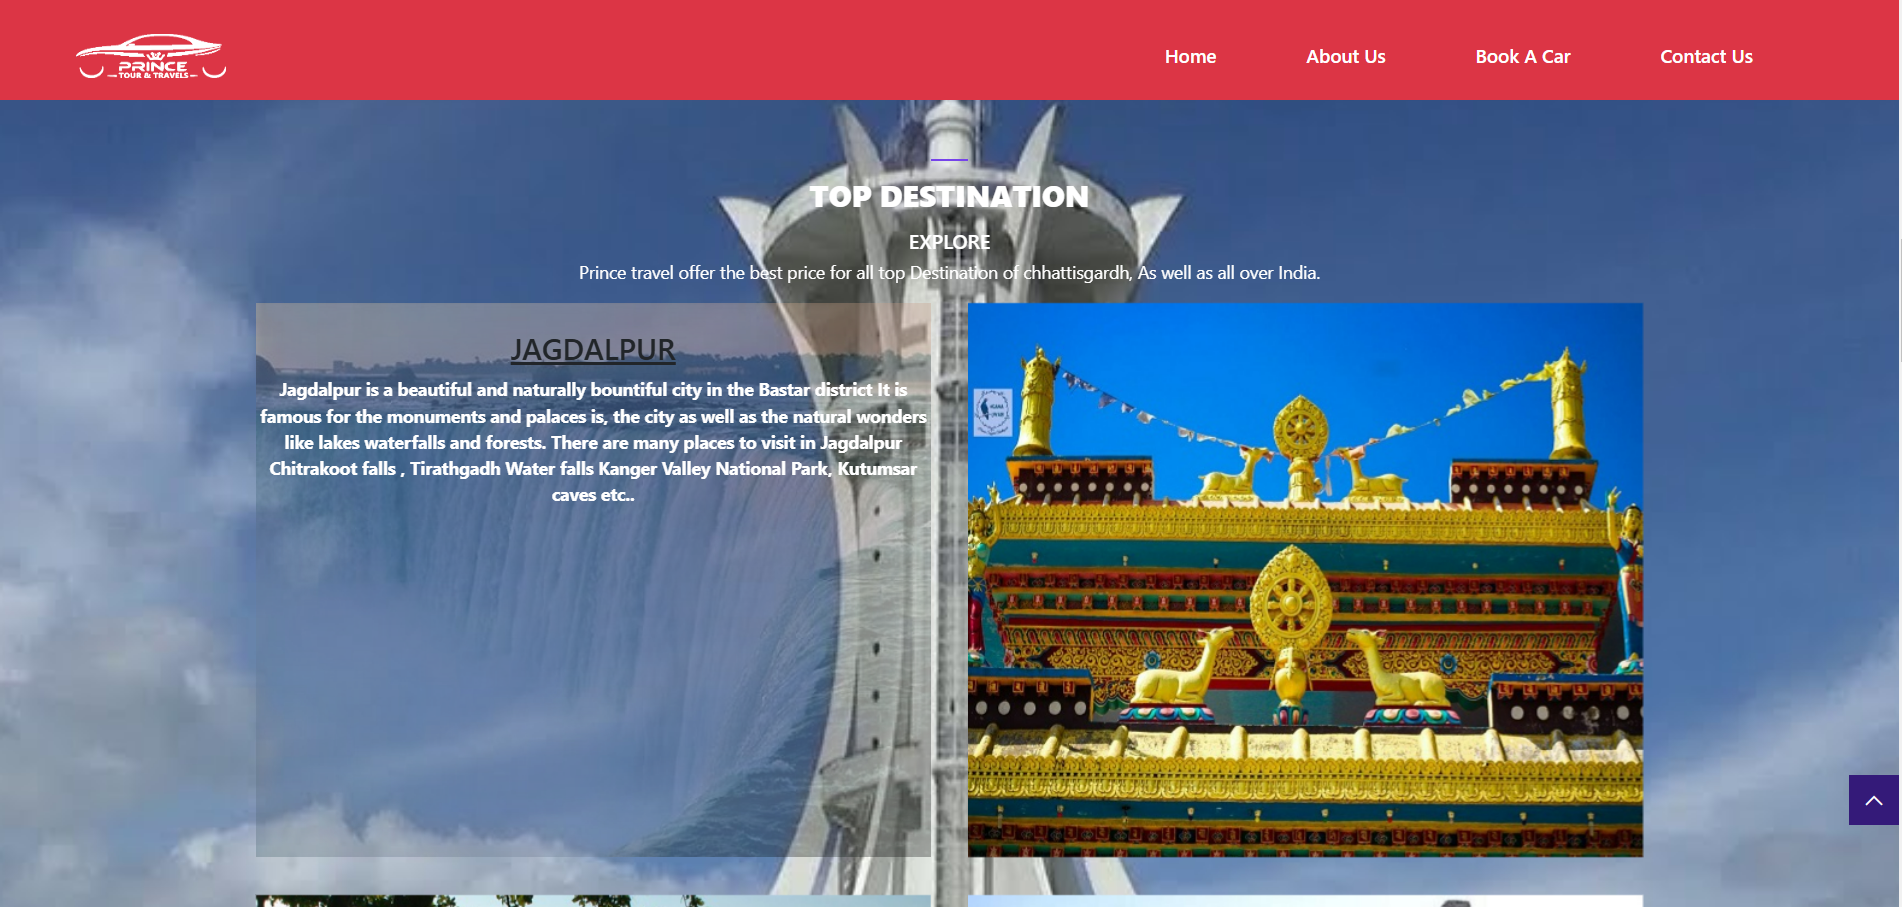 PRINCE
TOUR & TRAVELS
Home
About Us
Book A Car
Contact Us
TOP DESTINATION
EXPLORE
Prince travel offer the best price for all top Destination of chhattisgardh, As well as all over India.
JAGDALPUR
Jagdalpur is a beautiful and naturally bountiful city in the Bastar district It is
famous for the monuments and palaces is, the city as well as the natural wonders
like lakes waterfalls and forests. There are many places to visit in Jagdalpur
Chitrakoot falls , Tirathgadh Water falls Kanger Valley National Park, Kutumsar
caves etc..